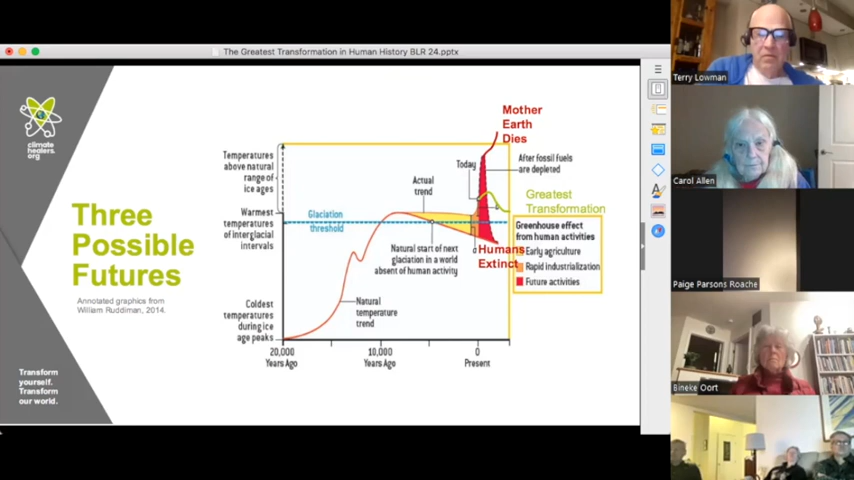 The Greatest Transformation in Human History BLR 24.pptx
climate
healers.
.org
Three
Possible
Futures
Annotated graphics from
William Ruddiman, 2014.
Transform
yourself.
Transform
our world.
Temperatures
above natural
range of
ice ages
Warmest
temperatures
of interglacial
intervals
Coldest
temperatures
during ice
age peaks
Glaciation
threshold
Actual
trend
Today
Mother
Earth
Dies
After fossil fuels
are depleted
Greatest
Transformation
Natural start of next
glaciation in a world
absent of human activity
Humans
Extinct
Greenhouse effect
from human activities
Early agriculture
Rapid industrialization
Future activities
Natural
temperature
trend
20,000
Years Ago
10,000
Years Ago
0
Present
Terry Lowman
Carol Allen
Paige Parsons Roache
Bineke Oort